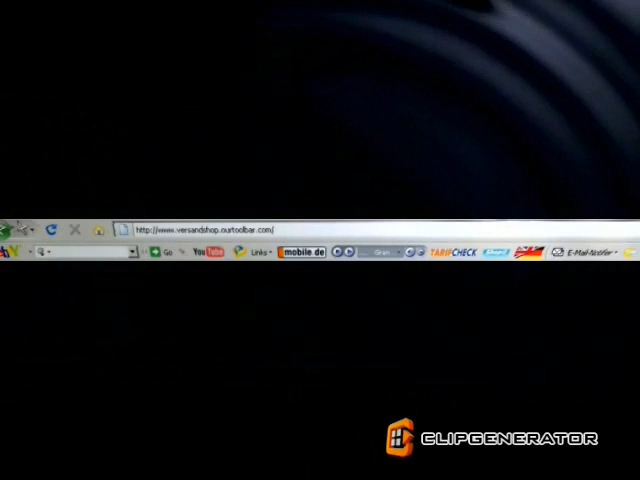 http://www.versandshop.ourtoolbar.com/
Go YouTube Links mobile.de TARIFCHECK E-Mail-Notifier
CLIPGENERATOR